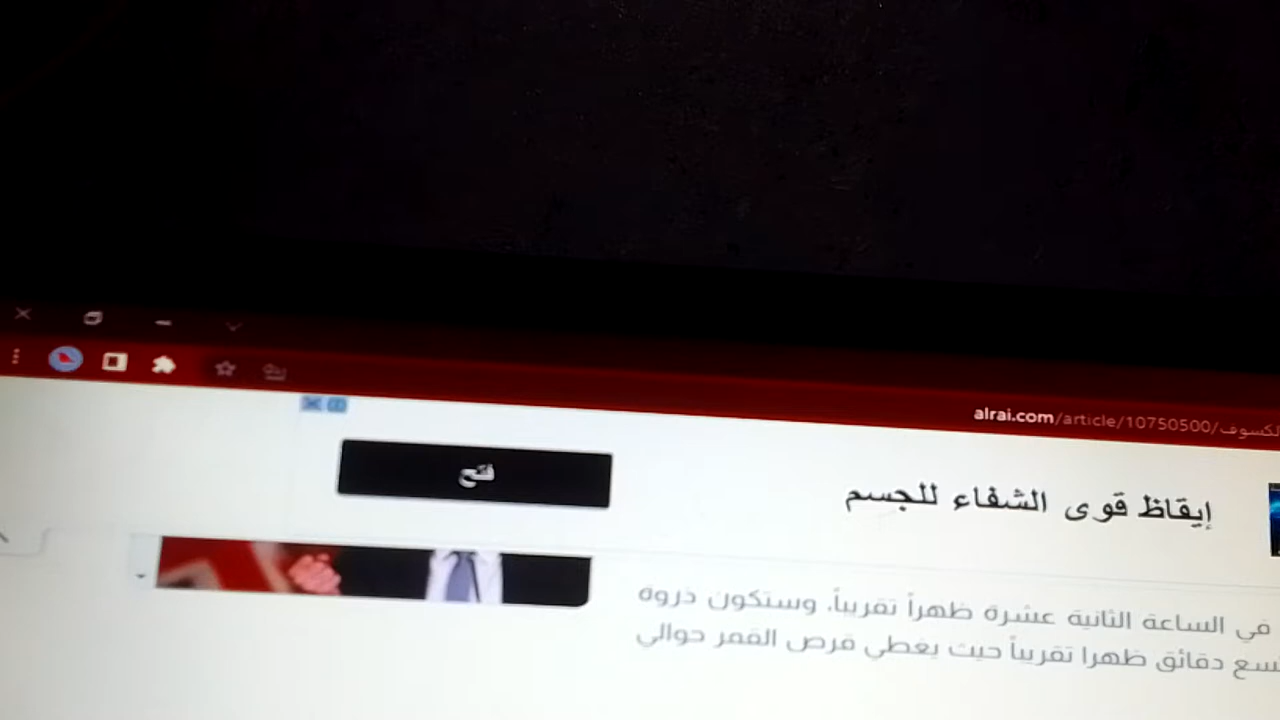 alrai.com/article/10750500/
إيقاظ قوى الشفاء للجسم
فتح
في الساعة الثانية عشرة ظهراً تقريباً. وستكون ذروة
دقائق ظهرا تقريباً حيث يغطي قرص القمر حوالي